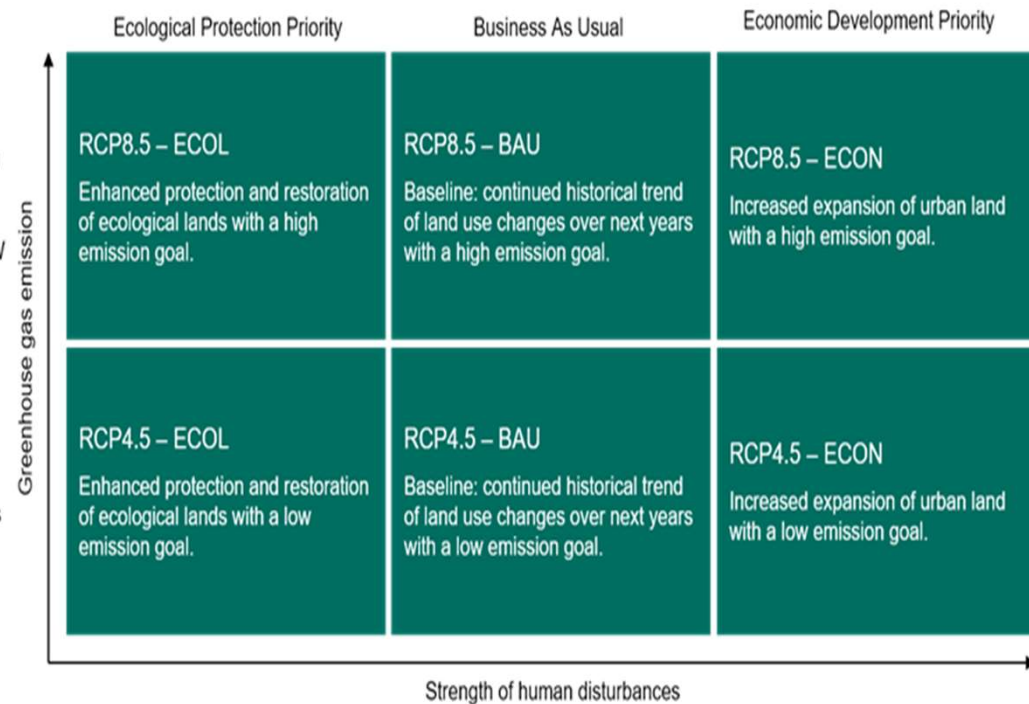 Ecological Protection Priority
Business As Usual
Economic Development Priority
Greenhouse gas emission
RCP8.5 – ECOL
Enhanced protection and restoration
of ecological lands with a high
emission goal.
RCP8.5 – BAU
Baseline: continued historical trend
of land use changes over next years
with a high emission goal.
RCP8.5 – ECON
Increased expansion of urban land
with a high emission goal.
RCP4.5 – ECOL
Enhanced protection and restoration
of ecological lands with a low
emission goal.
RCP4.5 – BAU
Baseline: continued historical trend
of land use changes over next years
with a low emission goal.
RCP4.5 – ECON
Increased expansion of urban land
with a low emission goal.
Strength of human disturbances